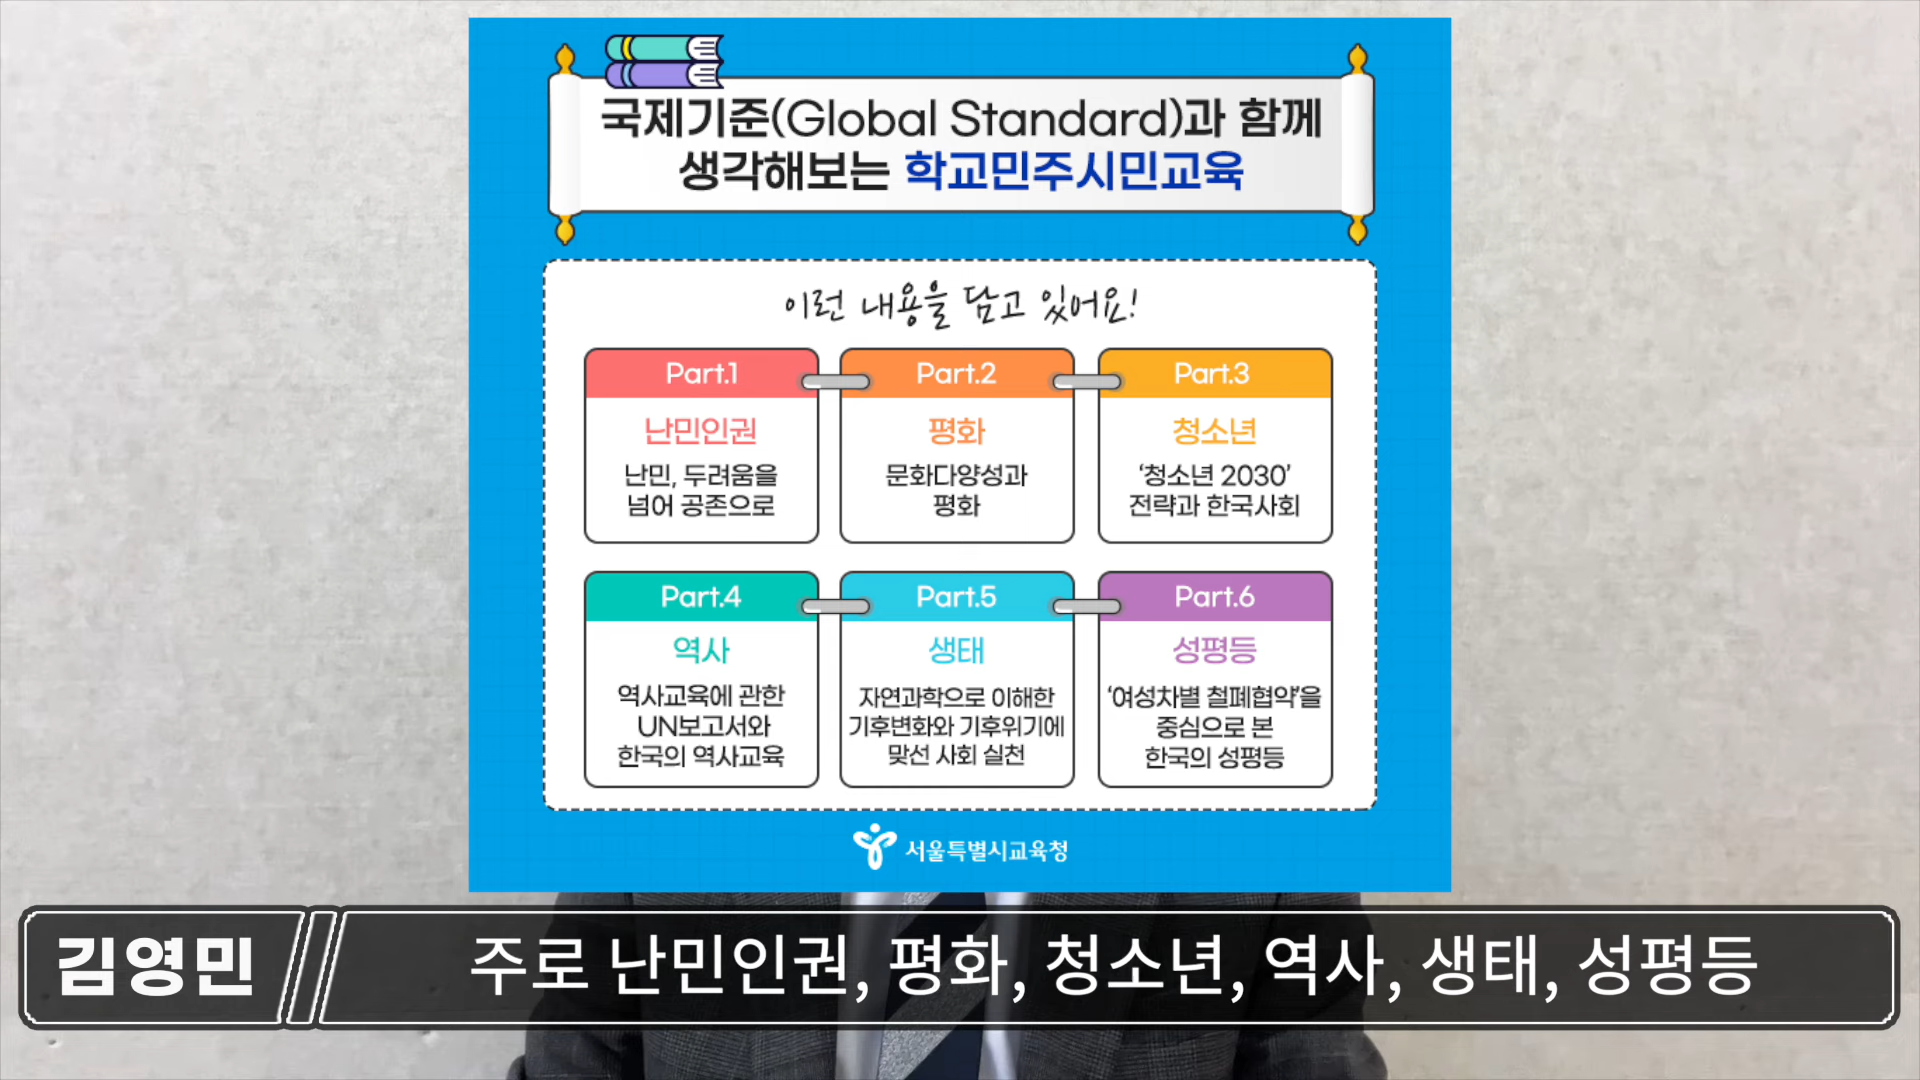 국제기준(Global Standard)과 함께
생각해보는 학교민주시민교육
이런 내용을 담고 있어요!
Part.1
난민인권
난민, 두려움을
넘어 공존으로
Part.2
평화
문화다양성과
평화
Part.3
청소년
‘청소년 2030’
전략과 한국사회
Part.4
역사
역사교육에 관한
UN보고서와
한국의 역사교육
Part.5
생태
자연과학으로 이해한
기후변화와 기후위기에
맞선 사회 실천
Part.6
성평등
‘여성차별 철폐협약’을
중심으로 본
한국의 성평등
서울특별시교육청
김영민
주로 난민인권, 평화, 청소년, 역사, 생태, 성평등